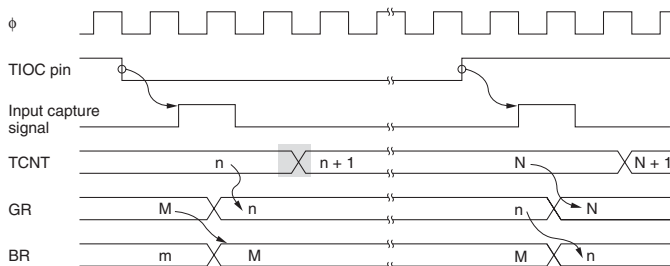 ϕ
TIOC pin
Input capture
signal
TCNT n n + 1 N N + 1
GR M n n N
BR m M M n